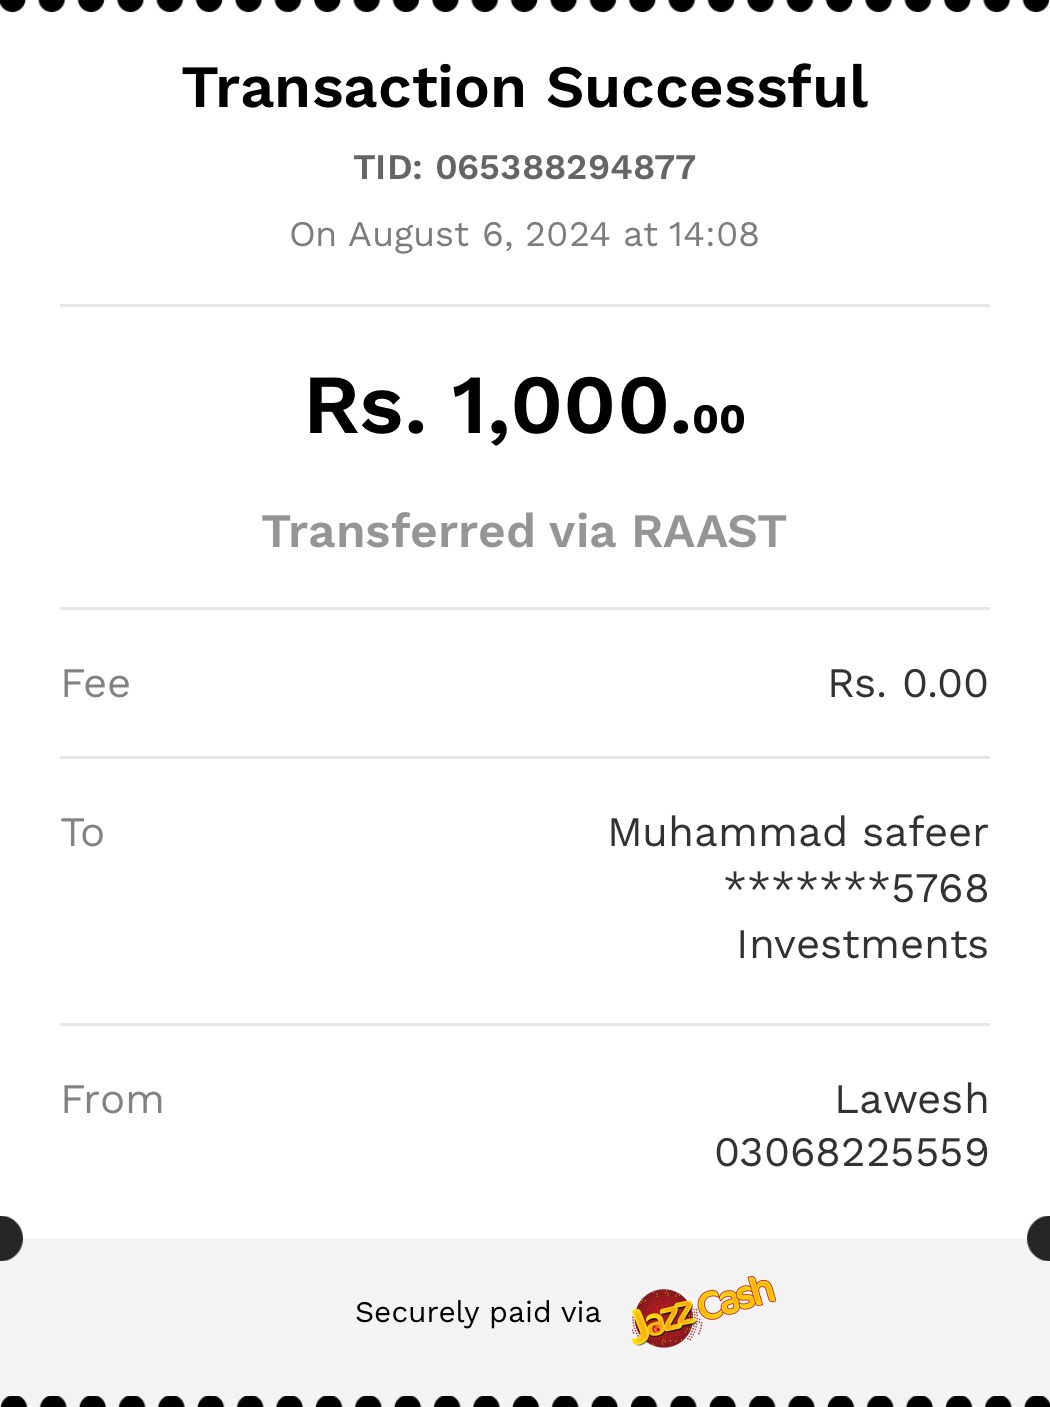 Transaction Successful
TID: 065388294877
On August 6, 2024 at 14:08
Rs. 1,000.00
Transferred via RAAST
Fee Rs. 0.00
To Muhammad safeer
*******5768
Investments
From Lawesh
03068225559
Securely paid via JazzCash